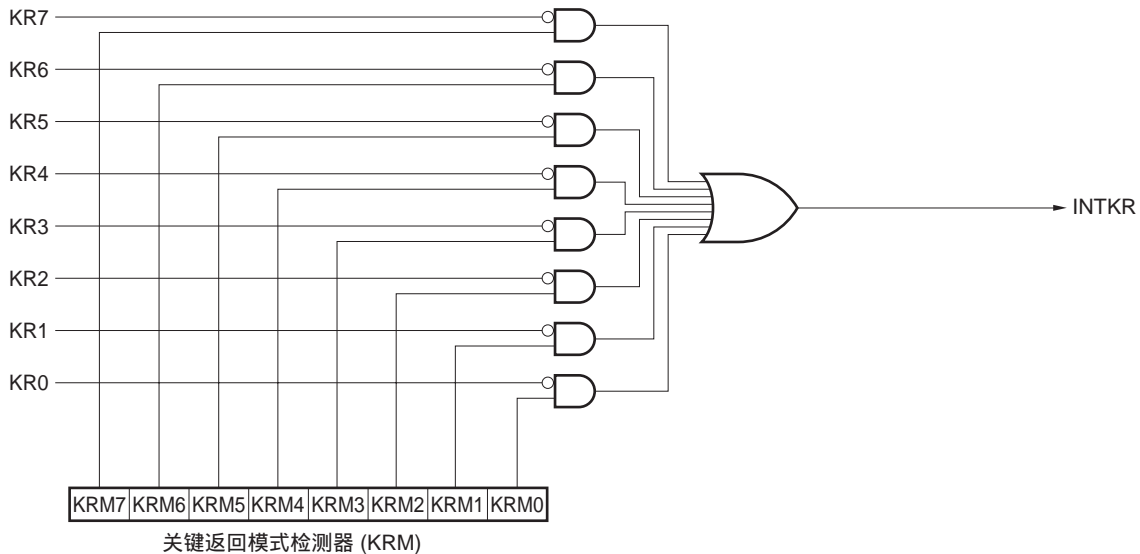 KR7
KR6
KR5
KR4
KR3
INTKR
KR2
KR1
KR0
KRM7 KRM6 KRM5 KRM4 KRM3 KRM2 KRM1 KRM0
关键返回模式检测器 (KRM)